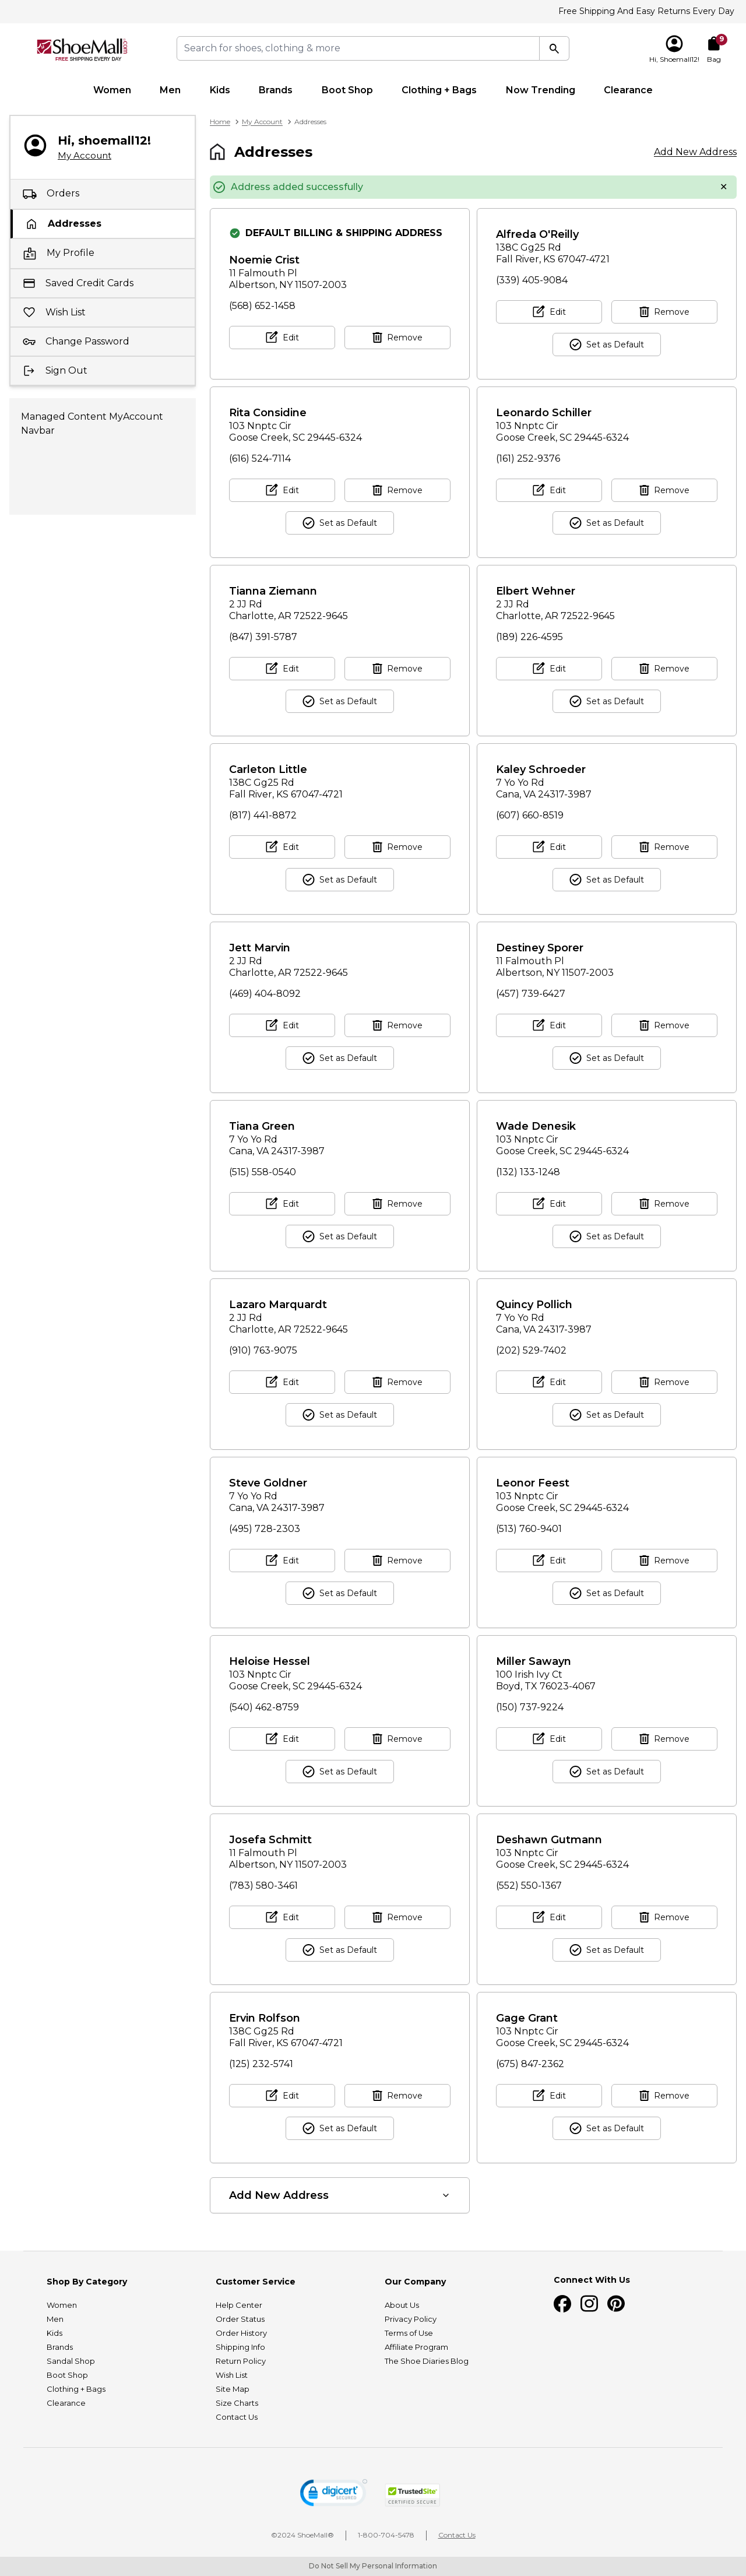 Free Shipping And Easy Returns Every Day
ShoeMall
FREE SHIPPING EVERY DAY
Search for shoes, clothing & more
Hi, Shoemall12!
9
Bag
Women
Men
Kids
Brands
Boot Shop
Clothing + Bags
Now Trending
Clearance
Hi, shoemall12!
My Account
Orders
Addresses
My Profile
Saved Credit Cards
Wish List
Change Password
Sign Out
Managed Content MyAccount
Navbar
Home > My Account > Addresses
Addresses
Add New Address
Address added successfully
DEFAULT BILLING & SHIPPING ADDRESS
Noemie Crist
11 Falmouth Pl
Albertson, NY 11507-2003
(568) 652-1458
Edit
Remove
Alfreda O'Reilly
138C Gg25 Rd
Fall River, KS 67047-4721
(339) 405-9084
Edit
Remove
Set as Default
Rita Considine
103 Nnptc Cir
Goose Creek, SC 29445-6324
(616) 524-7114
Edit
Remove
Set as Default
Leonardo Schiller
103 Nnptc Cir
Goose Creek, SC 29445-6324
(161) 252-9376
Edit
Remove
Set as Default
Tianna Ziemann
2 JJ Rd
Charlotte, AR 72522-9645
(847) 391-5787
Edit
Remove
Set as Default
Elbert Wehner
2 JJ Rd
Charlotte, AR 72522-9645
(189) 226-4595
Edit
Remove
Set as Default
Carleton Little
138C Gg25 Rd
Fall River, KS 67047-4721
(817) 441-8872
Edit
Remove
Set as Default
Kaley Schroeder
7 Yo Yo Rd
Cana, VA 24317-3987
(607) 660-8519
Edit
Remove
Set as Default
Jett Marvin
2 JJ Rd
Charlotte, AR 72522-9645
(469) 404-8092
Edit
Remove
Set as Default
Destiney Sporer
11 Falmouth Pl
Albertson, NY 11507-2003
(457) 739-6427
Edit
Remove
Set as Default
Tiana Green
7 Yo Yo Rd
Cana, VA 24317-3987
(515) 558-0540
Edit
Remove
Set as Default
Wade Denesik
103 Nnptc Cir
Goose Creek, SC 29445-6324
(132) 133-1248
Edit
Remove
Set as Default
Lazaro Marquardt
2 JJ Rd
Charlotte, AR 72522-9645
(910) 763-9075
Edit
Remove
Set as Default
Quincy Pollich
7 Yo Yo Rd
Cana, VA 24317-3987
(202) 529-7402
Edit
Remove
Set as Default
Steve Goldner
7 Yo Yo Rd
Cana, VA 24317-3987
(495) 728-2303
Edit
Remove
Set as Default
Leonor Feest
103 Nnptc Cir
Goose Creek, SC 29445-6324
(513) 760-9401
Edit
Remove
Set as Default
Heloise Hessel
103 Nnptc Cir
Goose Creek, SC 29445-6324
(540) 462-8759
Edit
Remove
Set as Default
Miller Sawayn
100 Irish Ivy Ct
Boyd, TX 76023-4067
(150) 737-9224
Edit
Remove
Set as Default
Josefa Schmitt
11 Falmouth Pl
Albertson, NY 11507-2003
(783) 580-3461
Edit
Remove
Set as Default
Deshawn Gutmann
103 Nnptc Cir
Goose Creek, SC 29445-6324
(552) 550-1367
Edit
Remove
Set as Default
Ervin Rolfson
138C Gg25 Rd
Fall River, KS 67047-4721
(125) 232-5741
Edit
Remove
Set as Default
Gage Grant
103 Nnptc Cir
Goose Creek, SC 29445-6324
(675) 847-2362
Edit
Remove
Set as Default
Add New Address
Shop By Category
Women
Men
Kids
Brands
Sandal Shop
Boot Shop
Clothing + Bags
Clearance
Customer Service
Help Center
Order Status
Order History
Shipping Info
Return Policy
Wish List
Site Map
Size Charts
Contact Us
Our Company
About Us
Privacy Policy
Terms of Use
Affiliate Program
The Shoe Diaries Blog
Connect With Us
digicert
SECURED
TrustedSite
CERTIFIED SECURE
©2024 ShoeMall®
1-800-704-5478
Contact Us
Do Not Sell My Personal Information